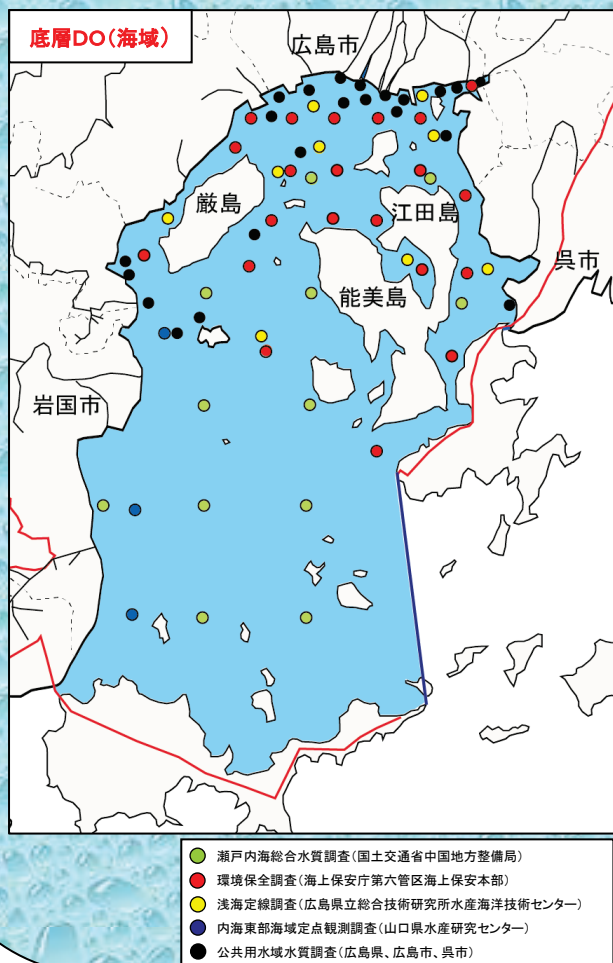 底層DO(海域)
広島市
厳島
江田島
呉市
能美島
岩国市
瀬戸内海総合水質調査(国土交通省中国地方整備局)
環境保全調査(海上保安庁第六管区海上保安本部)
浅海定線調査(広島県立総合技術研究所水産海洋技術センター)
内海東部海域定点観測調査(山口県水産研究センター)
公共用水域水質調査(広島県、広島市、呉市)